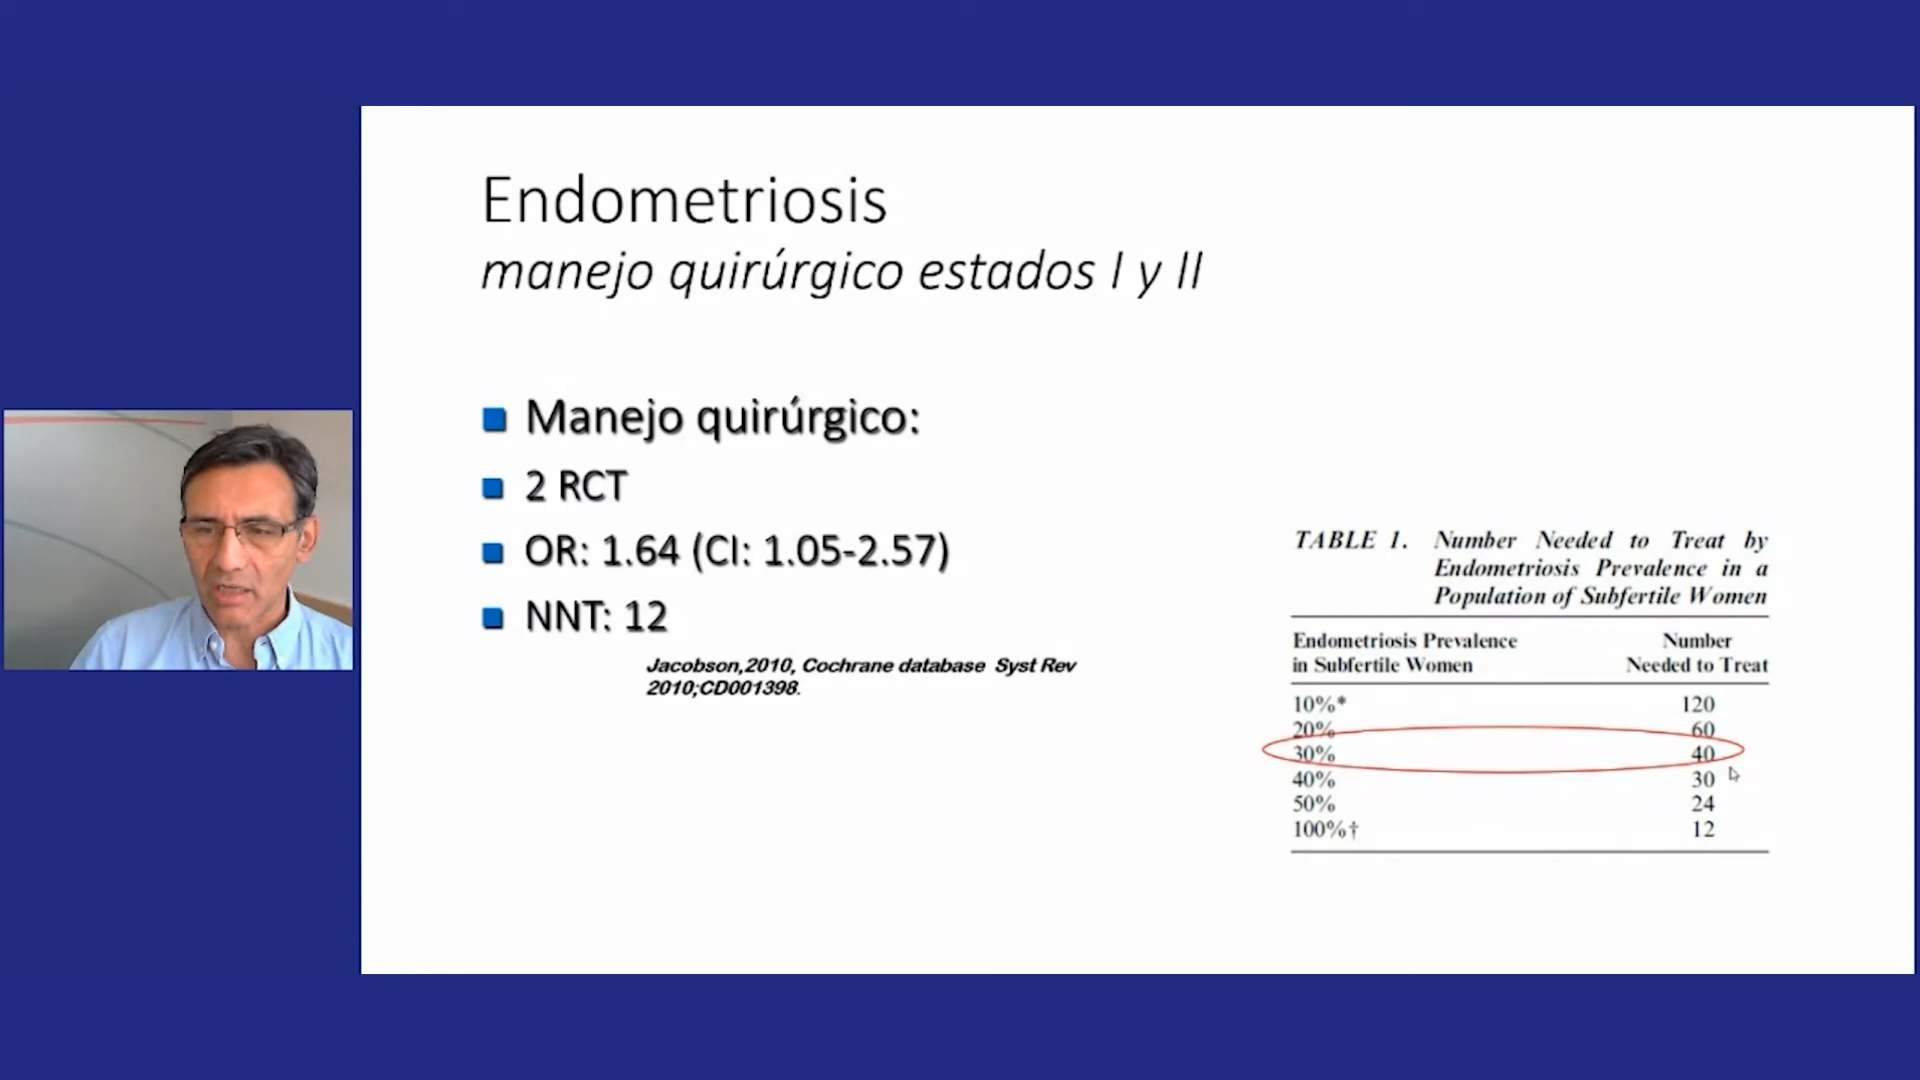 Endometriosis
manejo quirúrgico estados I y II
Manejo quirúrgico:
2 RCT
OR: 1.64 (CI: 1.05-2.57)
NNT: 12
Jacobson,2010, Cochrane database Syst Rev
2010;CD001398.
TABLE 1. Number Needed to Treat by
Endometriosis Prevalence in a
Population of Subfertile Women
Endometriosis Prevalence Number
in Subfertile Women Needed to Treat
10%* 120
20% 60
30% 40
40% 30
50% 24
100%† 12